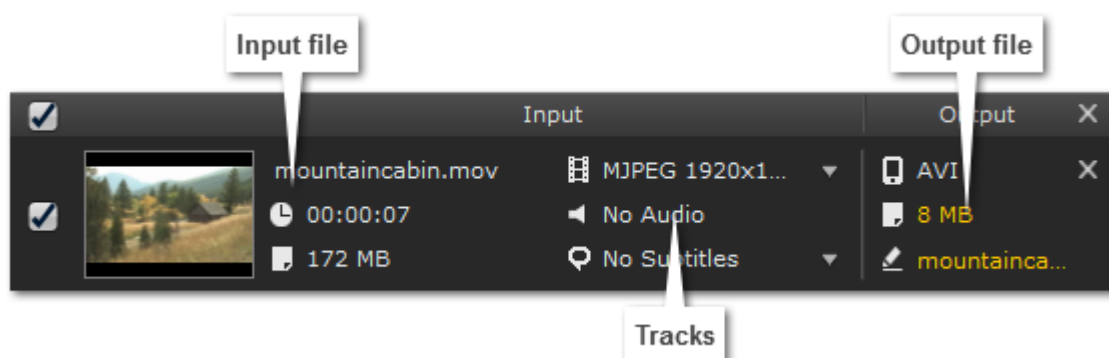 Input file
Output file
Input
Output
mountaincabin.mov
MJPEG 1920x1...
AVI
00:00:07
No Audio
8 MB
172 MB
No Subtitles
mountainca...
Tracks